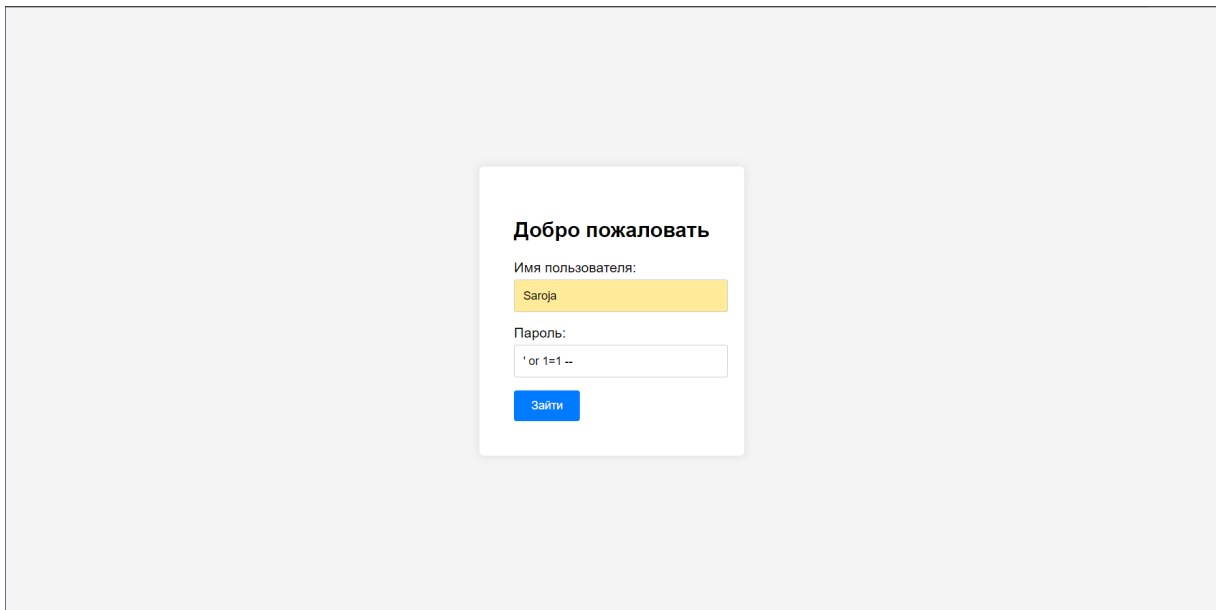 Добро пожаловать
Имя пользователя:
Saroja
Пароль:
' or 1=1 --
Зайти